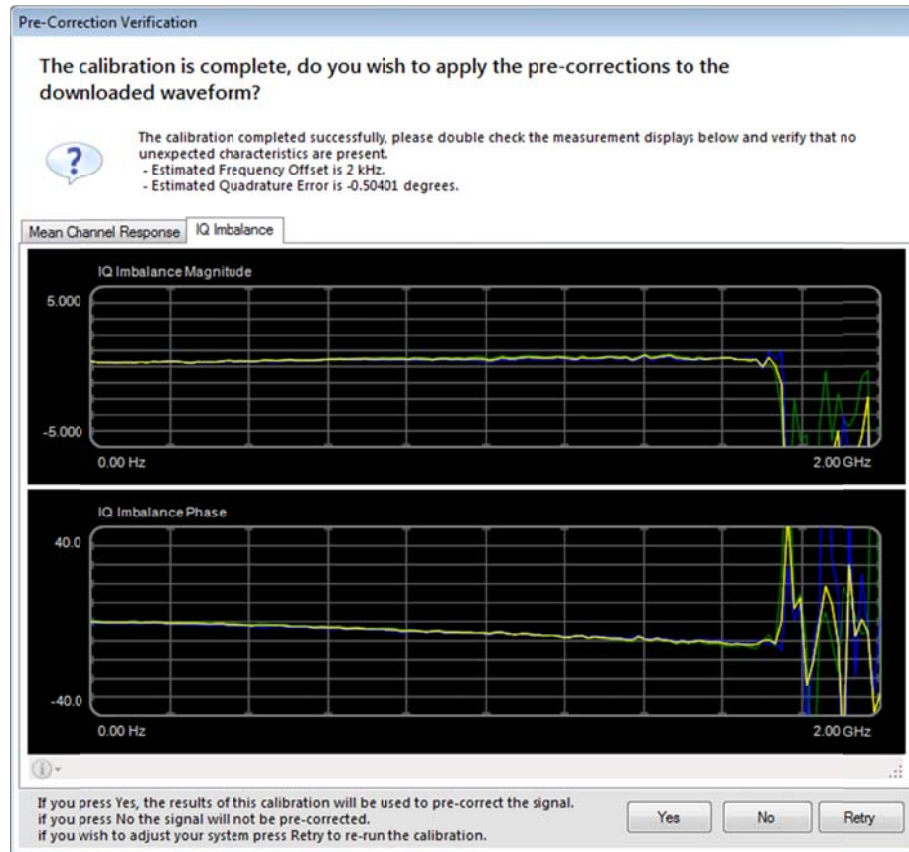 Pre-Correction Verification
The calibration is complete, do you wish to apply the pre-corrections to the
downloaded waveform?
The calibration completed successfully, please double check the measurement displays below and verify that no
unexpected characteristics are present.
- Estimated Frequency Offset is 2 kHz.
- Estimated Quadrature Error is -0.50401 degrees.
Mean Channel Response
IQ Imbalance
IQ Imbalance Magnitude
5.000
-5.000
0.00 Hz
2.00 GHz
IQ Imbalance Phase
40.0
-40.0
0.00 Hz
2.00 GHz
If you press Yes, the results of this calibration will be used to pre-correct the signal.
if you press No the signal will not be pre-corrected.
if you wish to adjust your system press Retry to re-run the calibration.
Yes
No
Retry